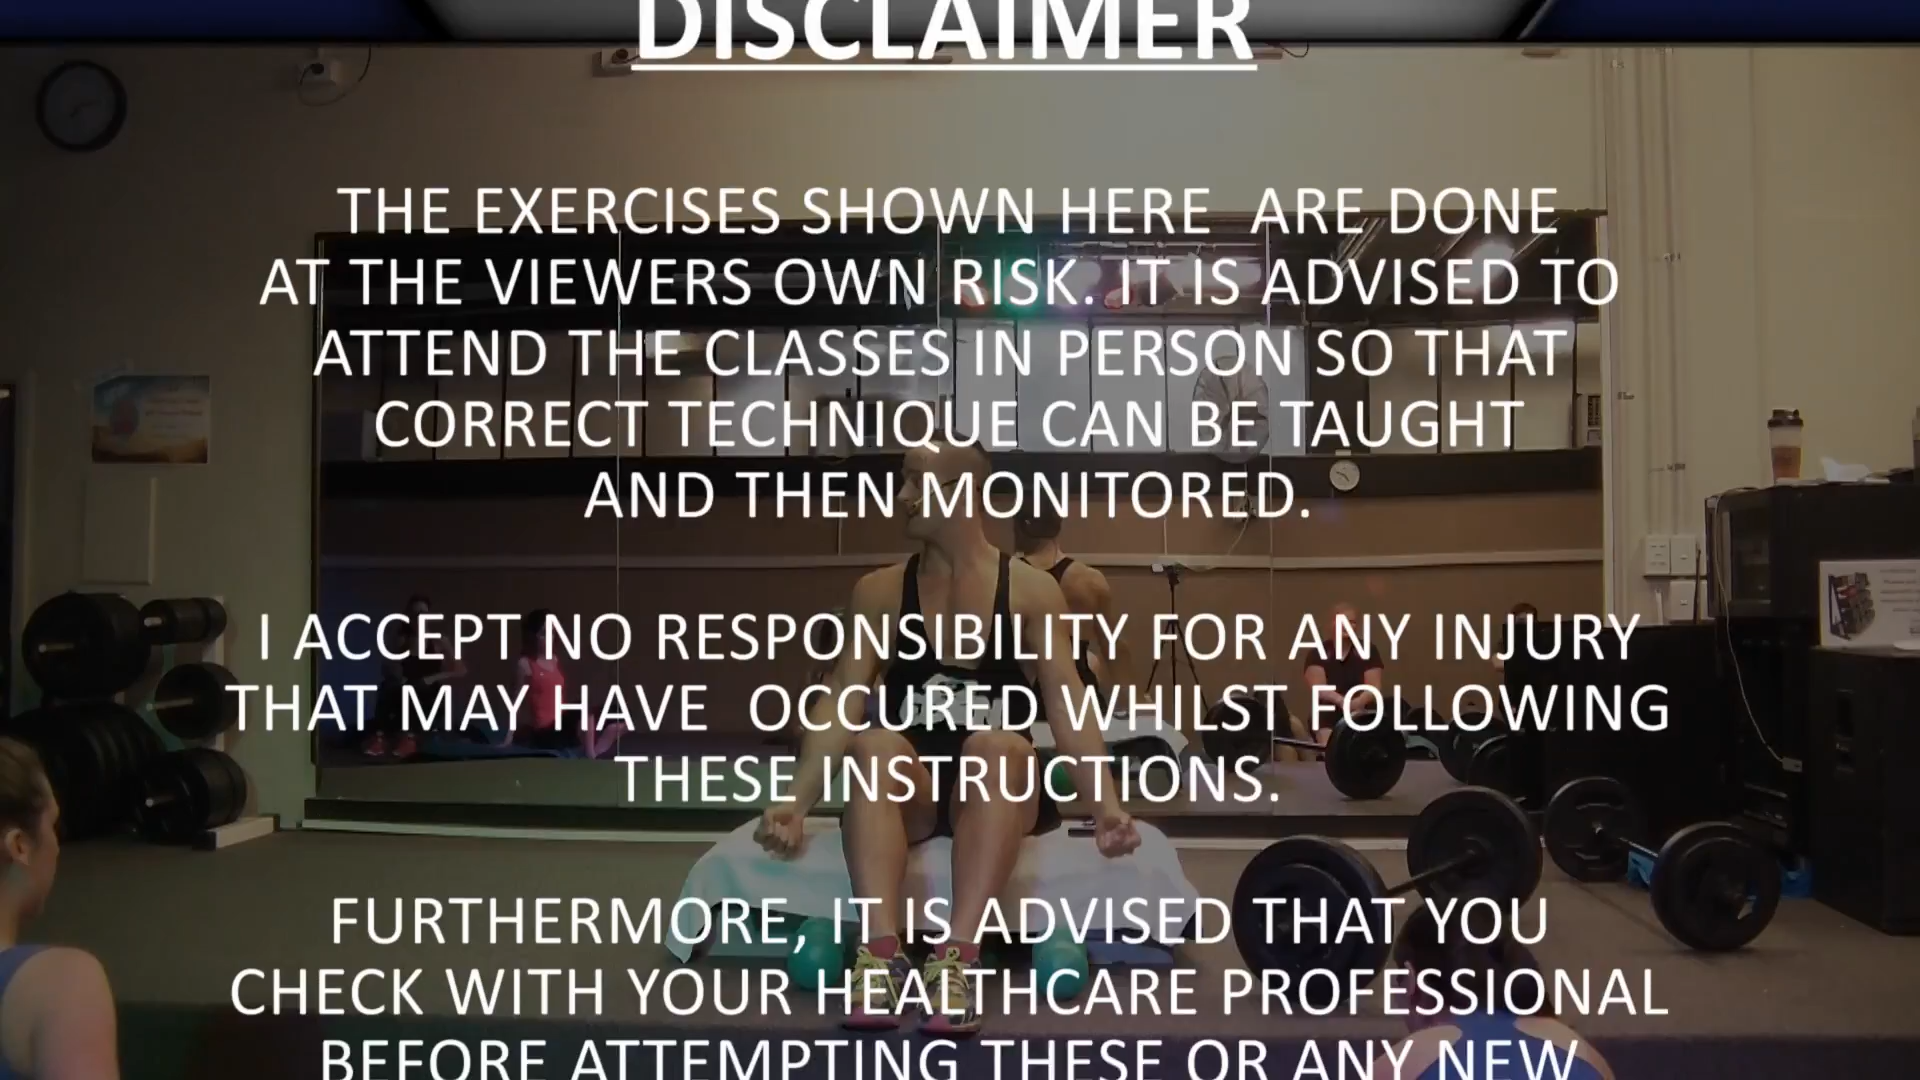 DISCLAIMER
THE EXERCISES SHOWN HERE ARE DONE
AT THE VIEWERS OWN RISK. IT IS ADVISED TO
ATTEND THE CLASSES IN PERSON SO THAT
CORRECT TECHNIQUE CAN BE TAUGHT
AND THEN MONITORED.
I ACCEPT NO RESPONSIBILITY FOR ANY INJURY
THAT MAY HAVE OCCURED WHILST FOLLOWING
THESE INSTRUCTIONS.
FURTHERMORE, IT IS ADVISED THAT YOU
CHECK WITH YOUR HEALTHCARE PROFESSIONAL
BEFORE ATTEMPTING THESE OR ANY NEW